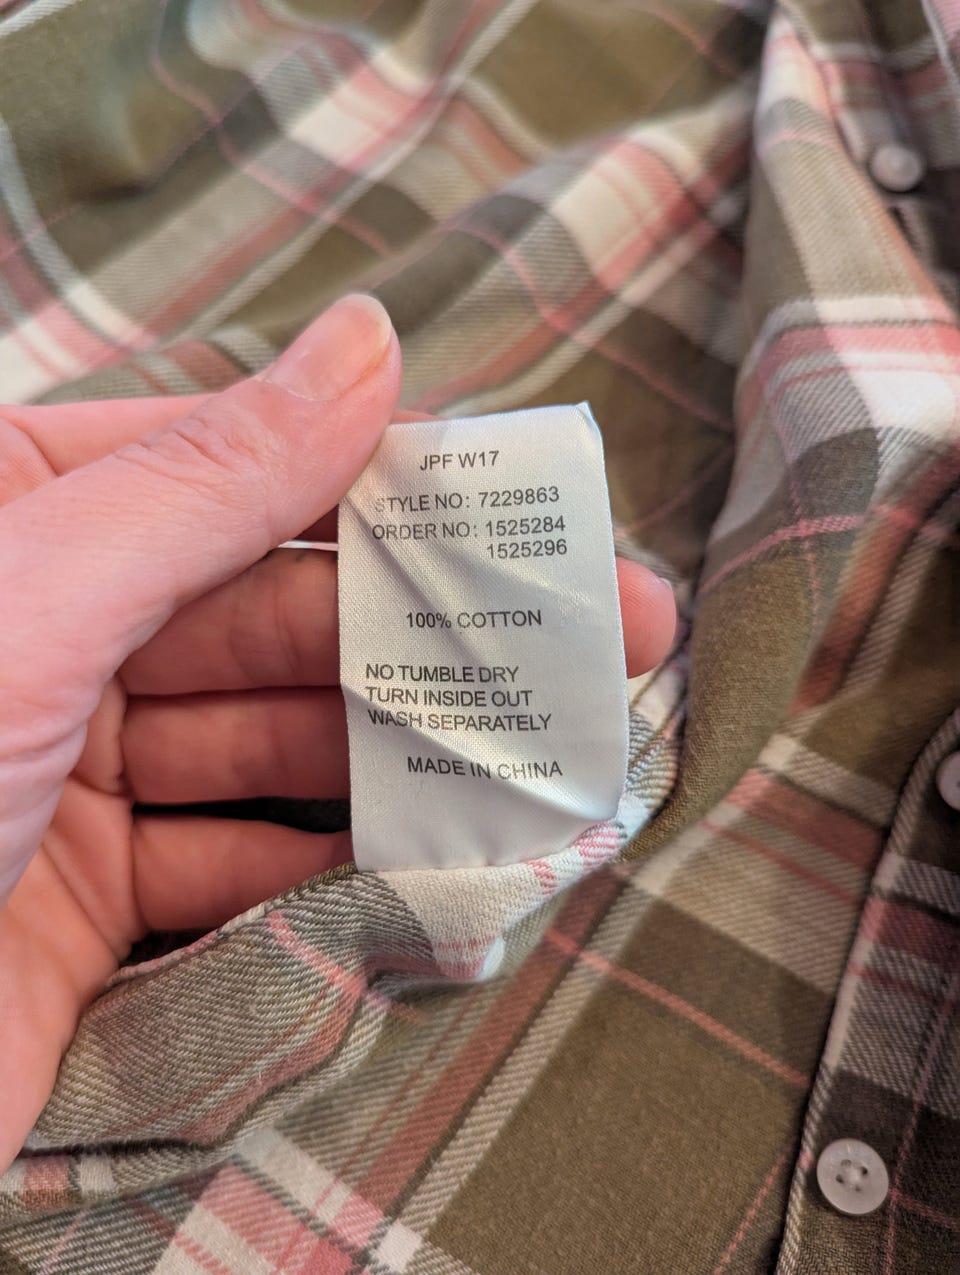 JPF W17
STYLE NO: 7229863
ORDER NO: 1525284
1525296
100% COTTON
NO TUMBLE DRY
TURN INSIDE OUT
WASH SEPARATELY
MADE IN CHINA